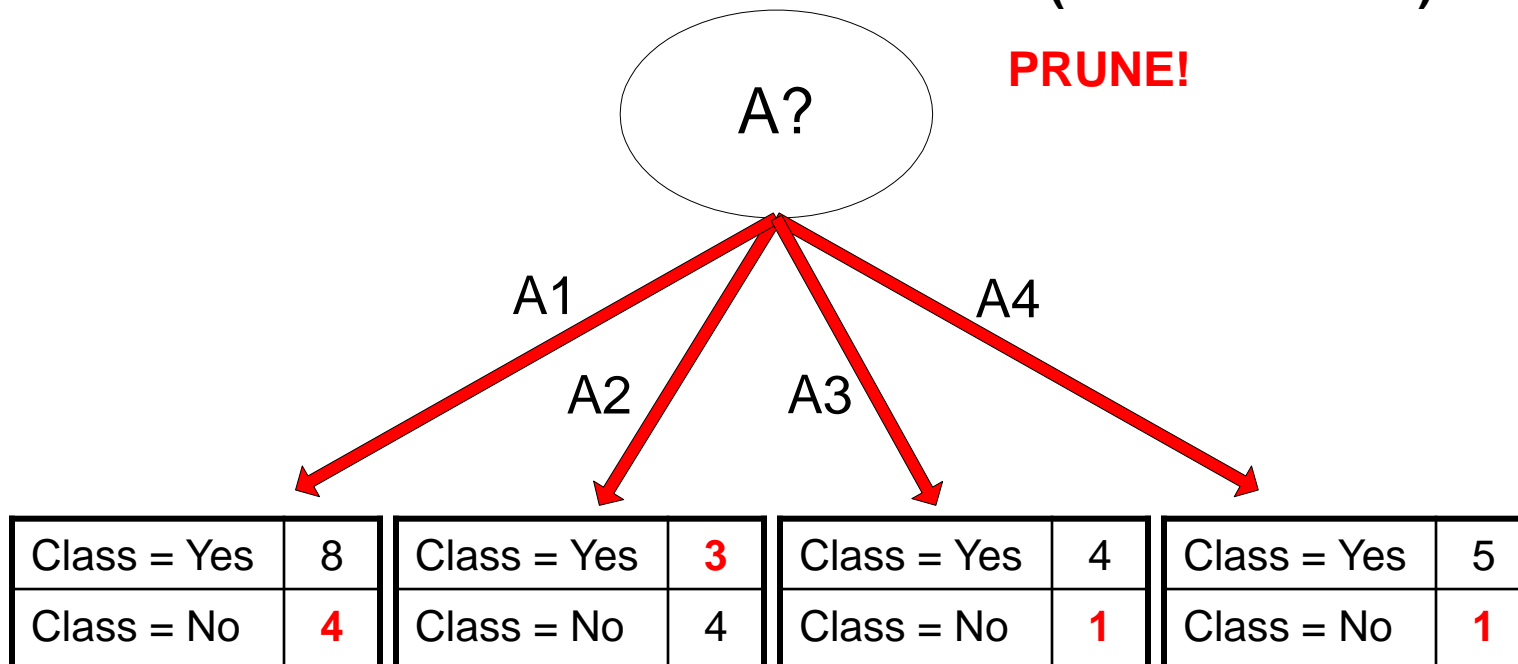 PRUNE!
A?
A1
A4
A2
A3
Class = Yes 8
Class = No 4
Class = Yes 3
Class = No 4
Class = Yes 4
Class = No 1
Class = Yes 5
Class = No 1